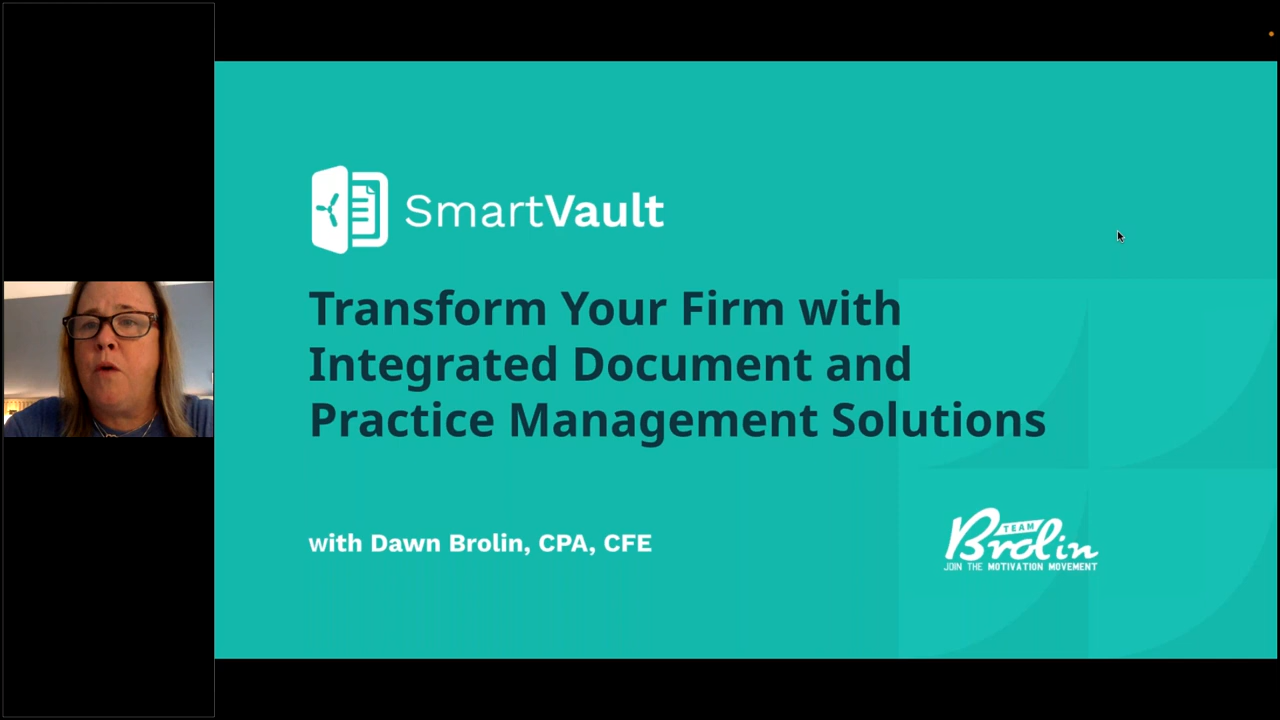 SmartVault
Transform Your Firm with
Integrated Document and
Practice Management Solutions
with Dawn Brolin, CPA, CFE
TEAM
Brolin
JOIN THE MOTIVATION MOVEMENT